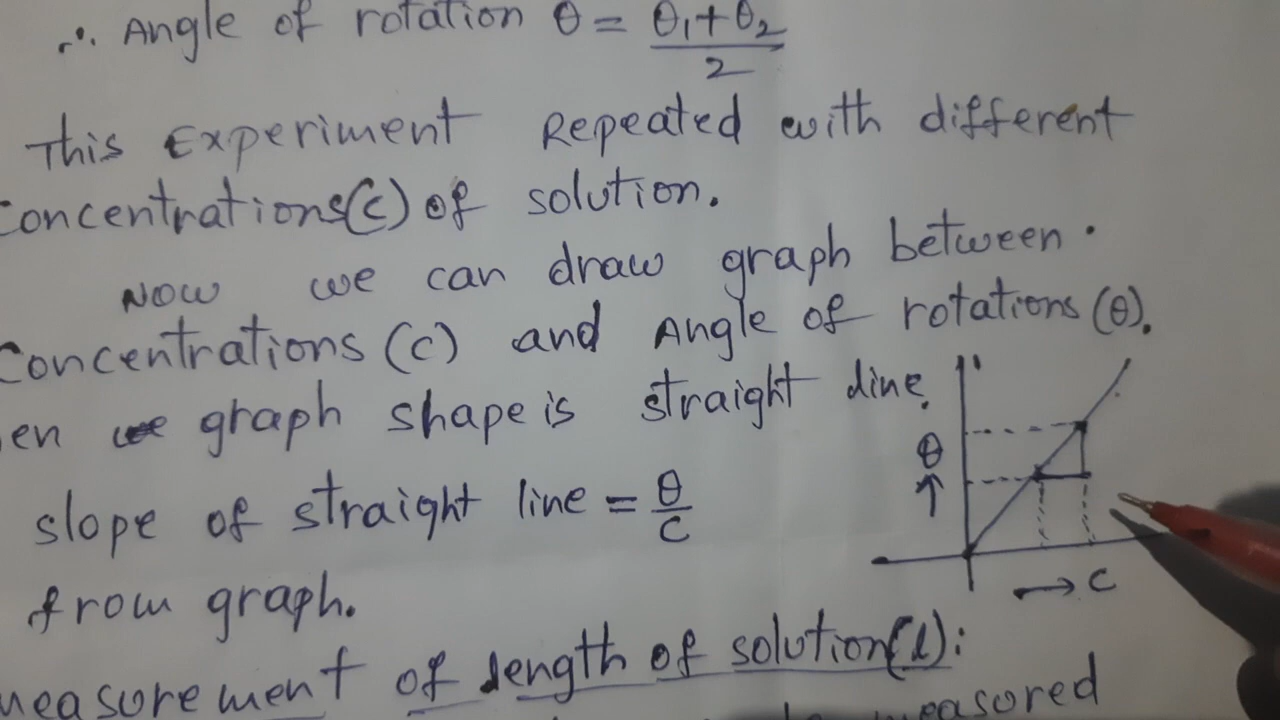 ∴ Angle of rotation θ = θ1+θ2/2
This Experiment Repeated with different
concentrations(c) of solution.
Now we can draw graph between
concentrations (c) and Angle of rotations (θ).
en graph shape is straight line.
slope of straight line = θ/c
from graph.
θ ↑
→ c
measurement of length of solution(l):
measured